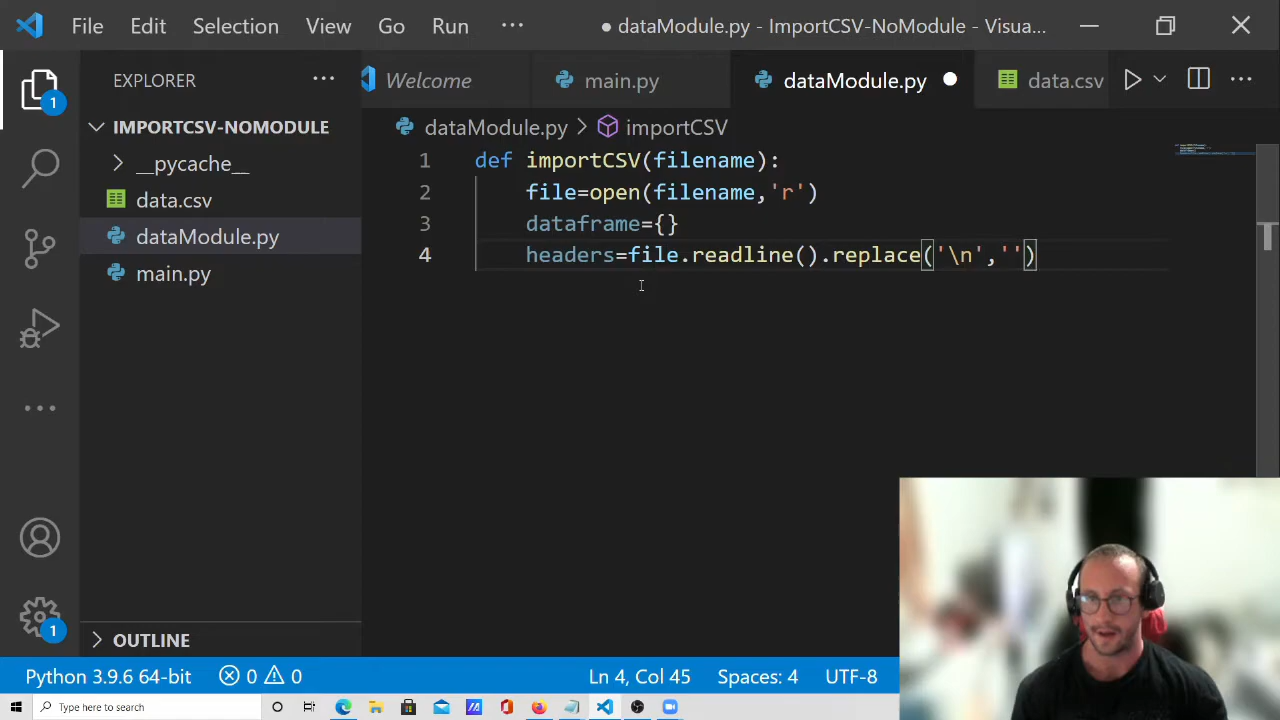 File Edit Selection View Go Run ··· ● dataModule.py - ImportCSV-NoModule - Visua...
EXPLORER ··· Welcome main.py dataModule.py ● data.csv ···
IMPORTCSV-NOMODULE
dataModule.py > importCSV
__pycache__
data.csv
dataModule.py
main.py
1 def importCSV(filename):
2 file=open(filename,'r')
3 dataframe={}
4 headers=file.readline().replace('\n','')
1
1
OUTLINE
Python 3.9.6 64-bit 0 0 Ln 4, Col 45 Spaces: 4 UTF-8
Type here to search